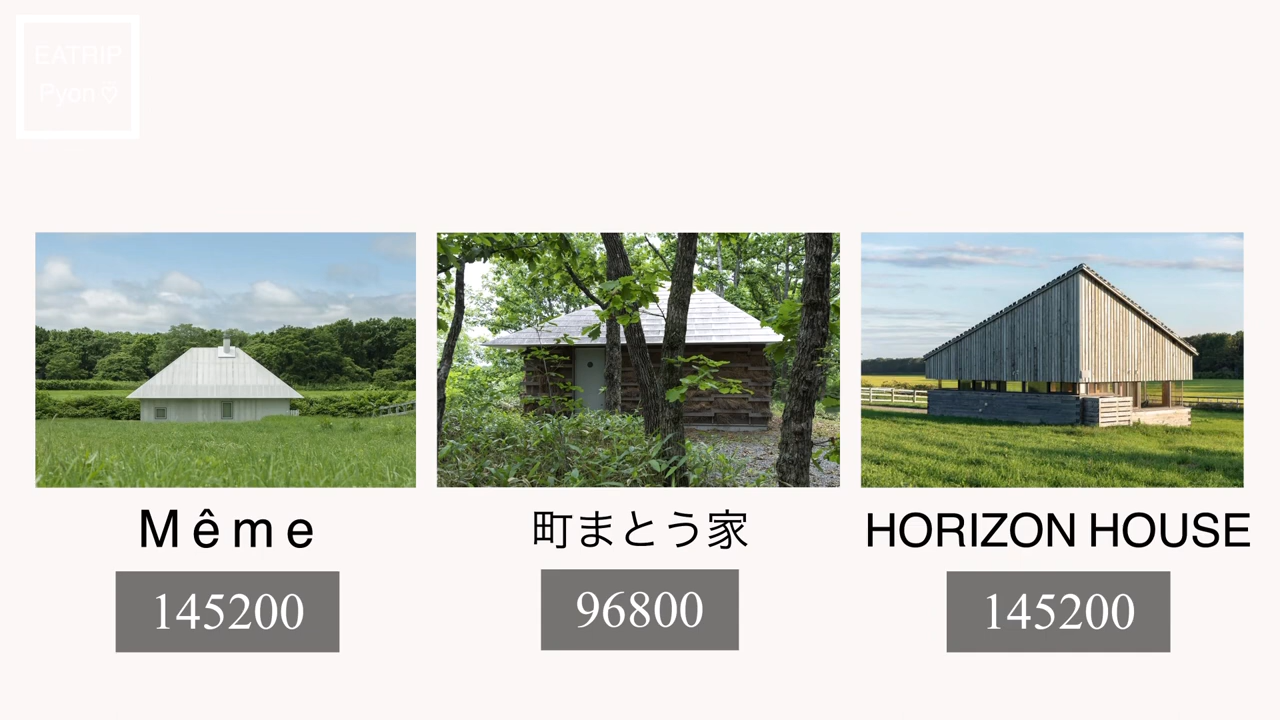 EATRIP
Pyon♡
Même
町まとう家
HORIZON HOUSE
145200
96800
145200